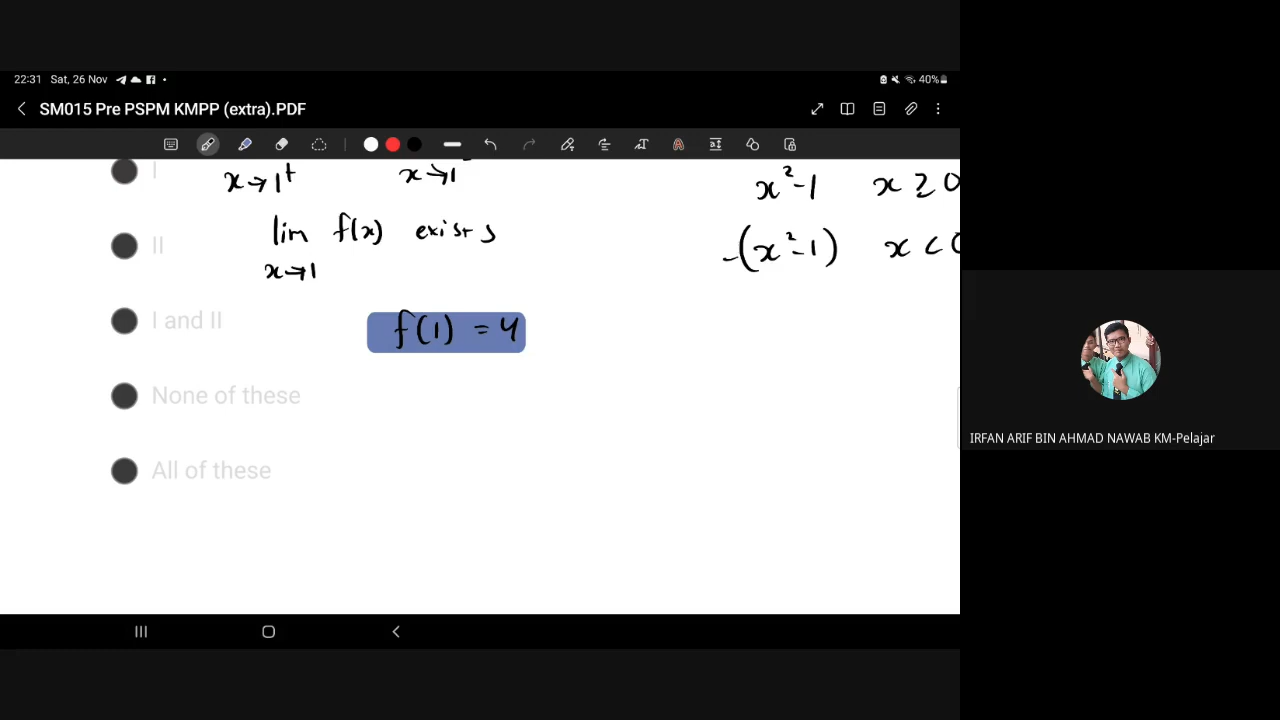 22:31 Sat, 26 Nov
40%
SM015 Pre PSPM KMPP (extra).PDF
I
x→1⁺ x→1⁻
x²-1 x ≥ 0
II
lim f(x) exists
x→1
-(x²-1) x < 0
I and II
f(1) = 4
None of these
All of these
IRFAN ARIF BIN AHMAD NAWAB KM-Pelajar